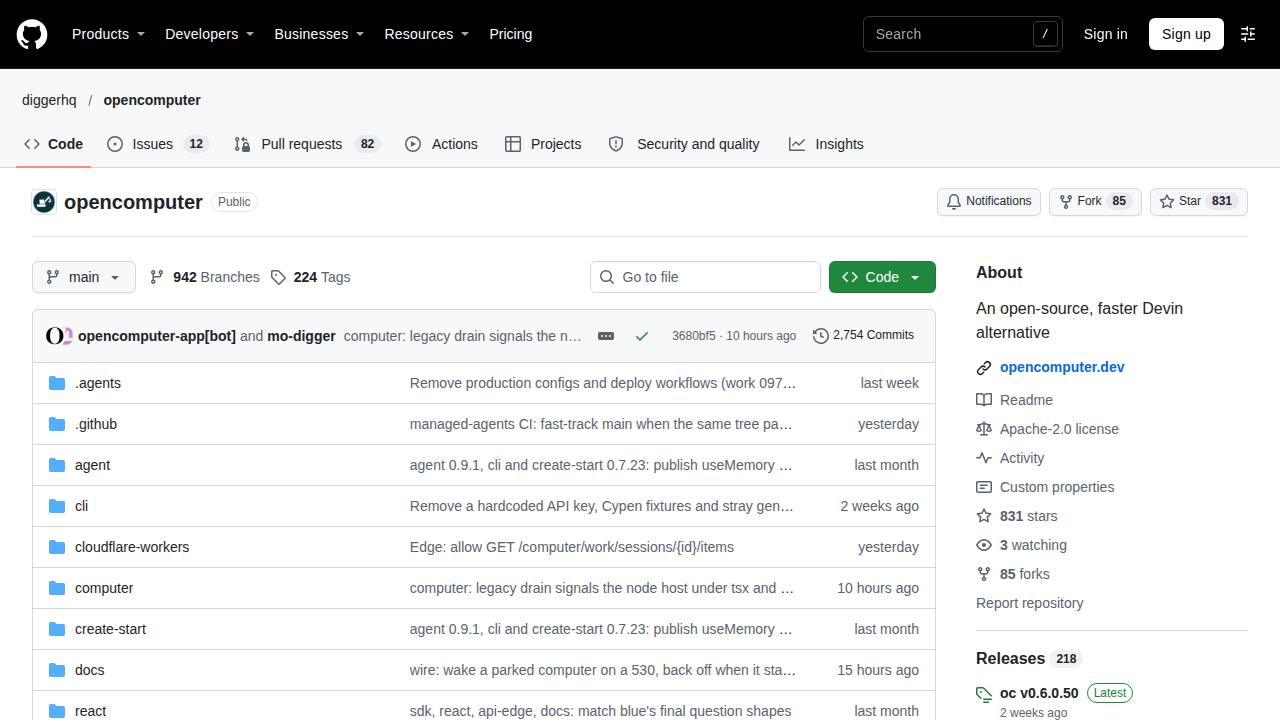 Products Developers Businesses Resources Pricing Search / Sign in Sign up
diggerhq / opencomputer
Code Issues 12 Pull requests 82 Actions Projects Security and quality Insights
opencomputer Public Notifications Fork 85 Star 831
main 942 Branches 224 Tags Go to file Code
opencomputer-app[bot] and mo-digger computer: legacy drain signals the n… 3680bf5 · 10 hours ago 2,754 Commits
.agents Remove production configs and deploy workflows (work 097… last week
.github managed-agents CI: fast-track main when the same tree pa… yesterday
agent agent 0.9.1, cli and create-start 0.7.23: publish useMemory … last month
cli Remove a hardcoded API key, Cypen fixtures and stray gen… 2 weeks ago
cloudflare-workers Edge: allow GET /computer/work/sessions/{id}/items yesterday
computer computer: legacy drain signals the node host under tsx and … 10 hours ago
create-start agent 0.9.1, cli and create-start 0.7.23: publish useMemory … last month
docs wire: wake a parked computer on a 530, back off when it sta… 15 hours ago
react sdk, react, api-edge, docs: match blue's final question shapes last month
About
An open-source, faster Devin
alternative
opencomputer.dev
Readme
Apache-2.0 license
Activity
Custom properties
831 stars
3 watching
85 forks
Report repository
Releases 218
oc v0.6.0.50 Latest
2 weeks ago